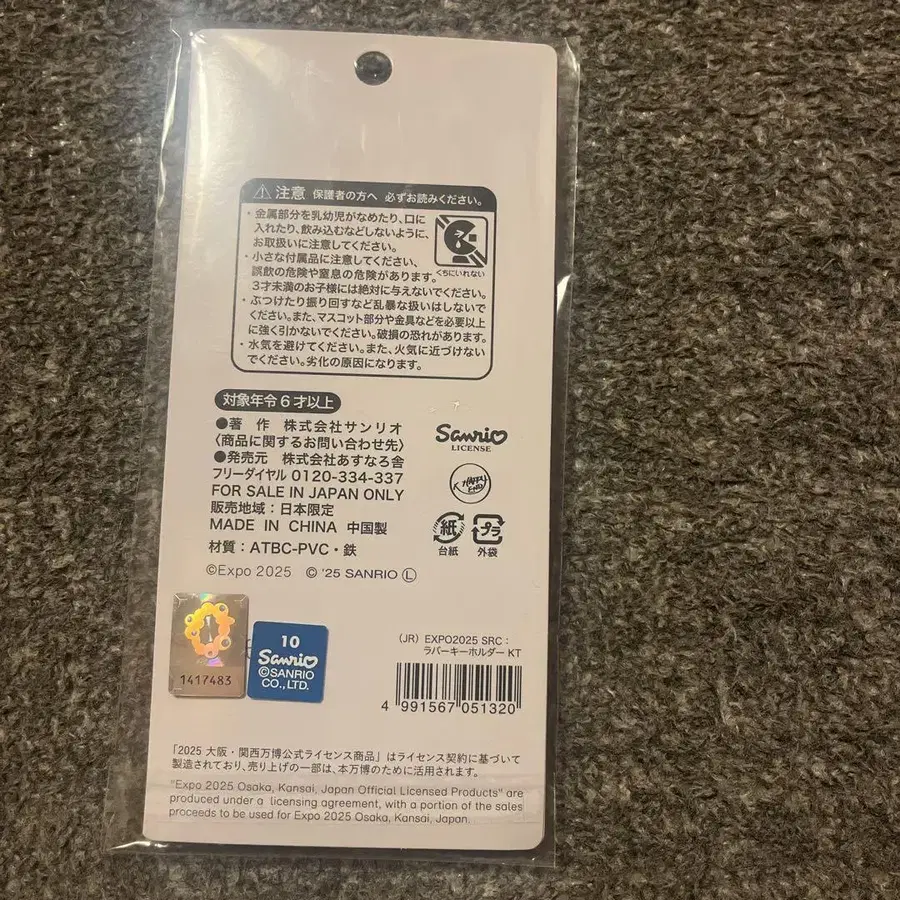 ⚠注意 保護者の方へ 必ずお読みください。
・金属部分を乳幼児がなめたり、口に
入れたり、飲み込むなどしないように、
お取扱いに注意してください。
・小さな付属品に注意してください、
誤飲の危険や窒息の危険があります。
3才未満のお子様には絶対に与えないでください。
・ぶつけたり振り回すなど乱暴な扱いはしないで
ください。また、マスコット部分や金具などを必要以上
に強く引かないでください。破損の恐れがあります。
・水気を避けてください。また、火気に近づけない
でください。劣化の原因になります。
くちにいれない
対象年令6才以上
●著 作 株式会社サンリオ
〈商品に関するお問い合わせ先〉
●発売元 株式会社あすなろ舎
フリーダイヤル 0120-334-337
FOR SALE IN JAPAN ONLY
販売地域：日本限定
MADE IN CHINA 中国製
材質：ATBC-PVC・鉄
©Expo 2025 © '25 SANRIO Ⓛ
Sanrio
LICENSE
紙
台紙
プラ
外袋
1417483
10
Sanrio
©SANRIO
CO., LTD.
(JR) EXPO2025 SRC：
ラバーキーホルダー KT
4 991567 051320
「2025 大阪・関西万博公式ライセンス商品」はライセンス契約に基づいて
製造されており、売り上げの一部は、本万博のために活用されます。
"Expo 2025 Osaka, Kansai, Japan Official Licensed Products" are
produced under a licensing agreement, with a portion of the sales
proceeds to be used for Expo 2025 Osaka, Kansai, Japan.